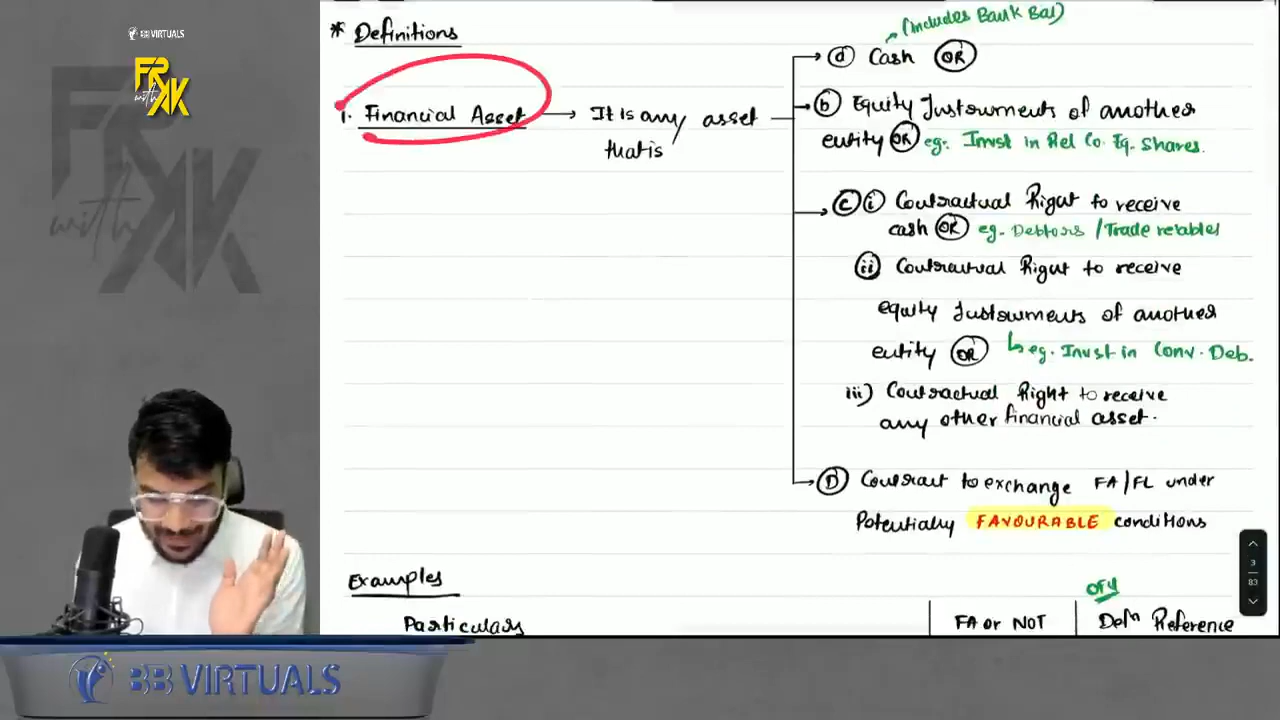 BB VIRTUALS
FR
with AK
* Definitions
(includes Bank Bal)
1. Financial Asset → It is any asset
that is
a Cash OR
b Equity Instruments of another
entity OR eg. Invst in Rel Co. Eq. Shares.
c i Contractual Right to receive
cash OR eg. Debtors / Trade
ii Contractual Right to receive
equity Instruments of another
entity OR eg. Invst in Conv. Deb.
iii) Contractual Right to receive
any other financial asset.
D Contract to exchange FA/FL under
Potentially FAVOURABLE conditions
Examples
Particulars
FA or NOT
Defn Reference
3
83
BB VIRTUALS